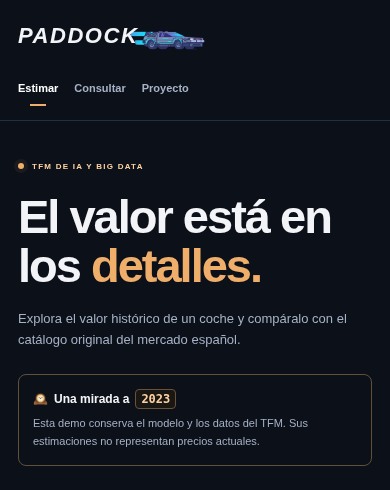 PADDOCK
Estimar Consultar Proyecto
TFM DE IA Y BIG DATA
El valor está en
los detalles.
Explora el valor histórico de un coche y compáralo con el
catálogo original del mercado español.
Una mirada a 2023
Esta demo conserva el modelo y los datos del TFM. Sus
estimaciones no representan precios actuales.